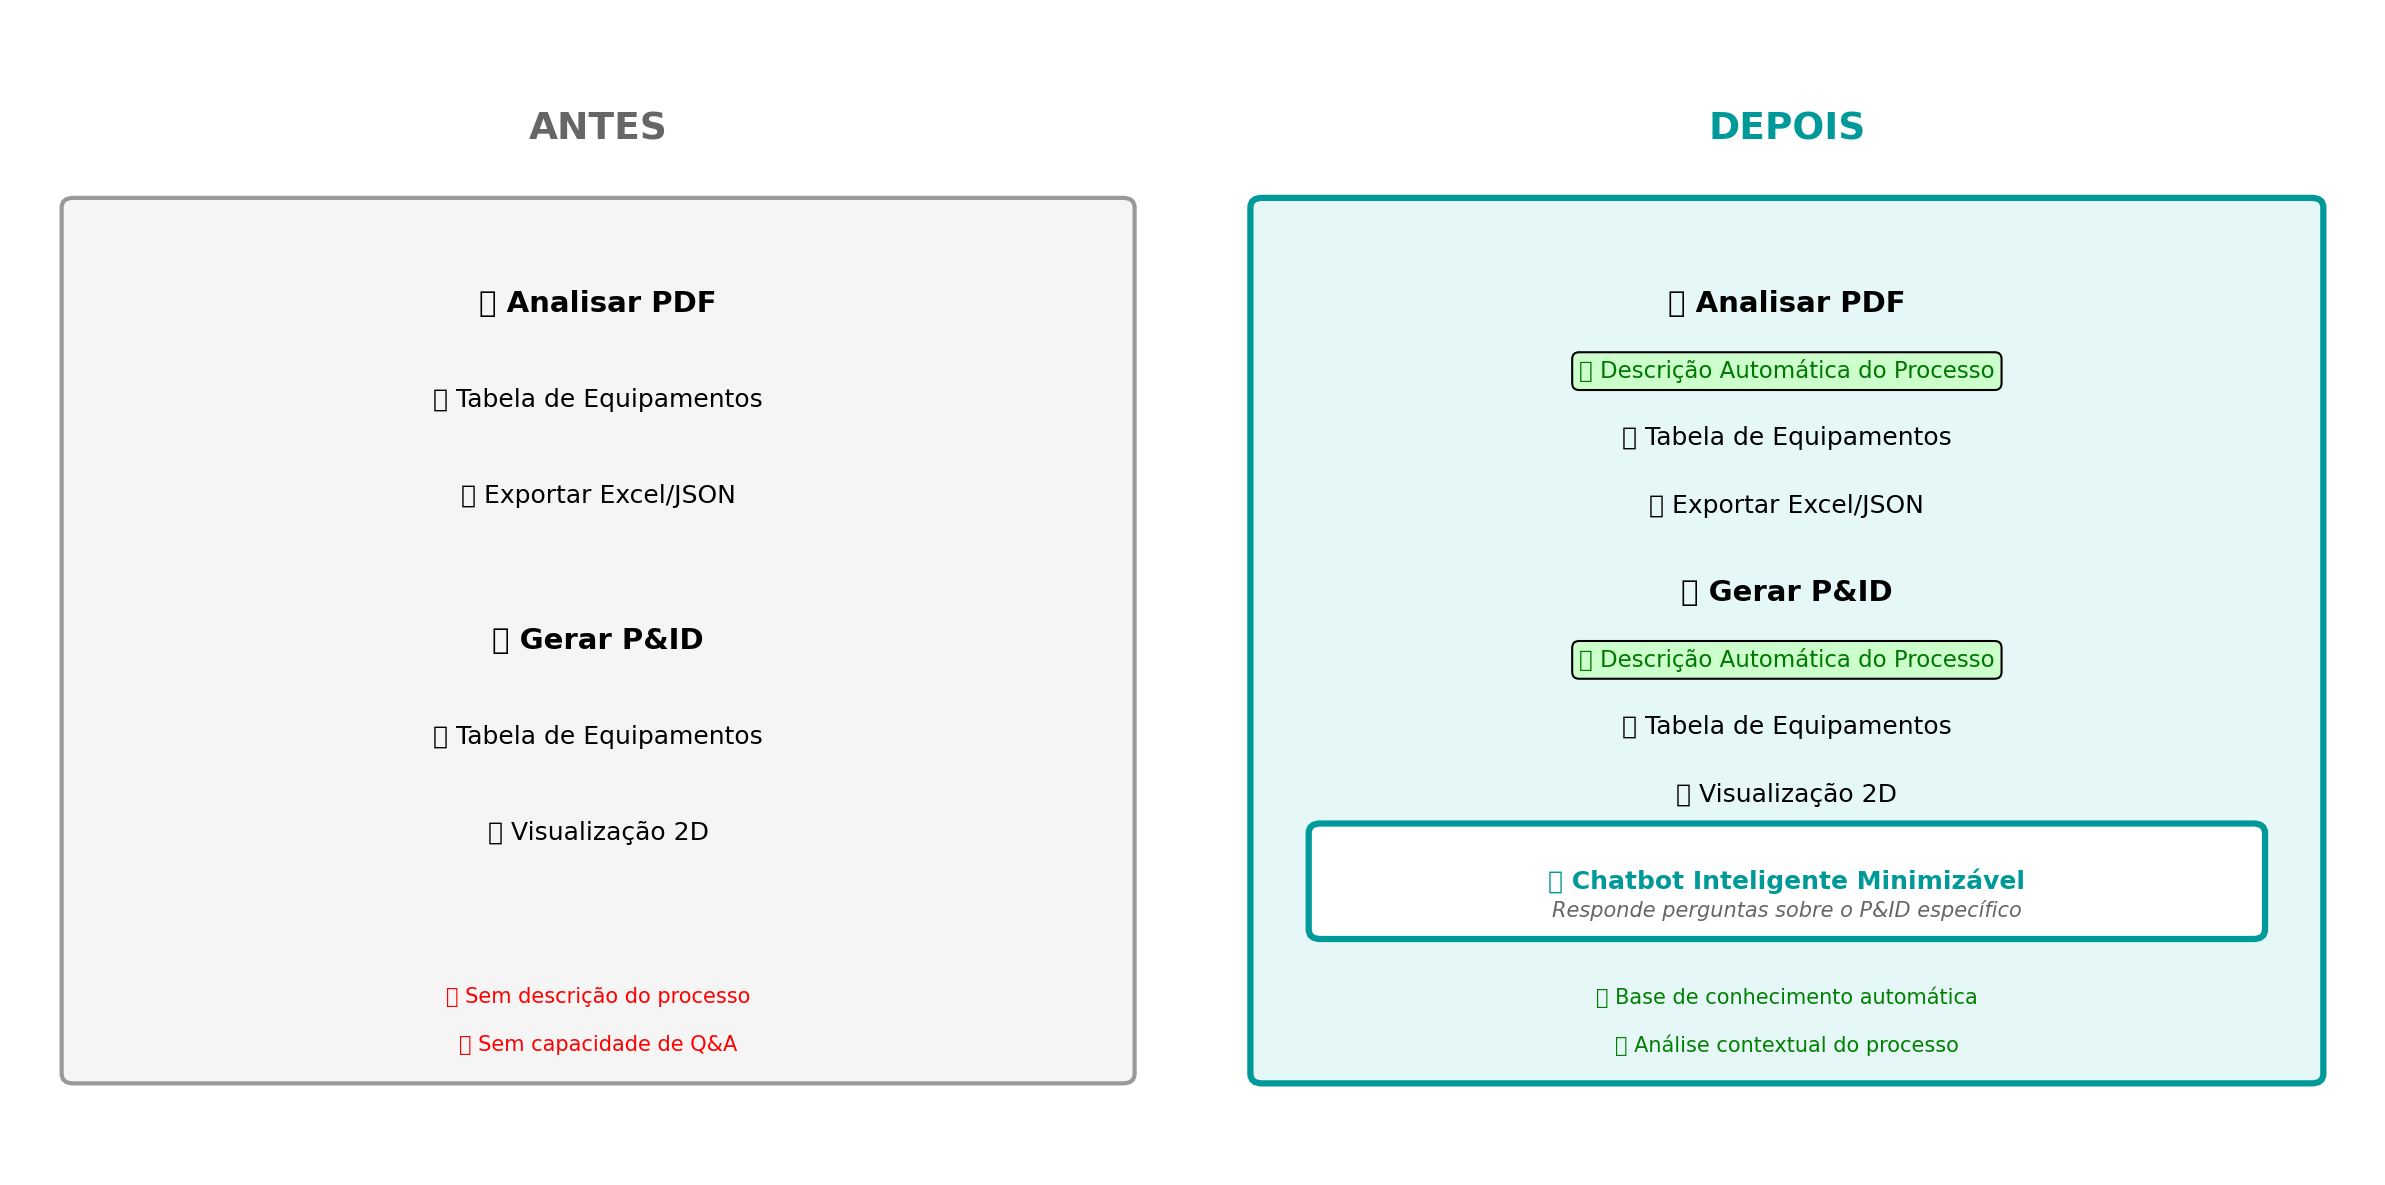 ANTES
Analisar PDF
Tabela de Equipamentos
Exportar Excel/JSON
Gerar P&ID
Tabela de Equipamentos
Visualização 2D
Sem descrição do processo
Sem capacidade de Q&A
DEPOIS
Analisar PDF
Descrição Automática do Processo
Tabela de Equipamentos
Exportar Excel/JSON
Gerar P&ID
Descrição Automática do Processo
Tabela de Equipamentos
Visualização 2D
Chatbot Inteligente Minimizável
Responde perguntas sobre o P&ID específico
Base de conhecimento automática
Análise contextual do processo